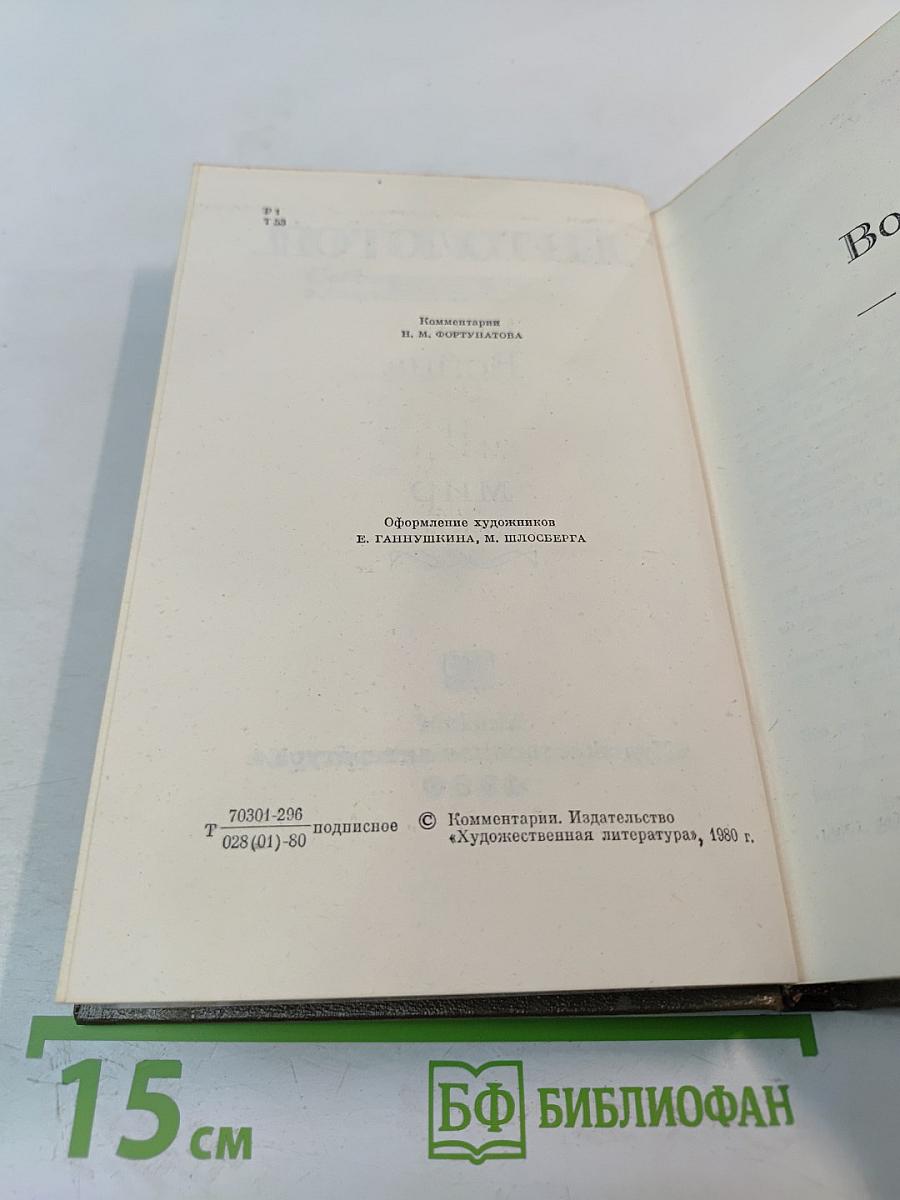 Р 1
Т 53
Комментарии
Н. М. ФОРТУНАТОВА
Оформление художников
Е. ГАННУШКИНА, М. ШЛОСБЕРГА
Т 70301-296 подписное
028(01)-80
© Комментарии. Издательство
«Художественная литература», 1980 г.
Во
15 см
БФ БИБЛИОФАН